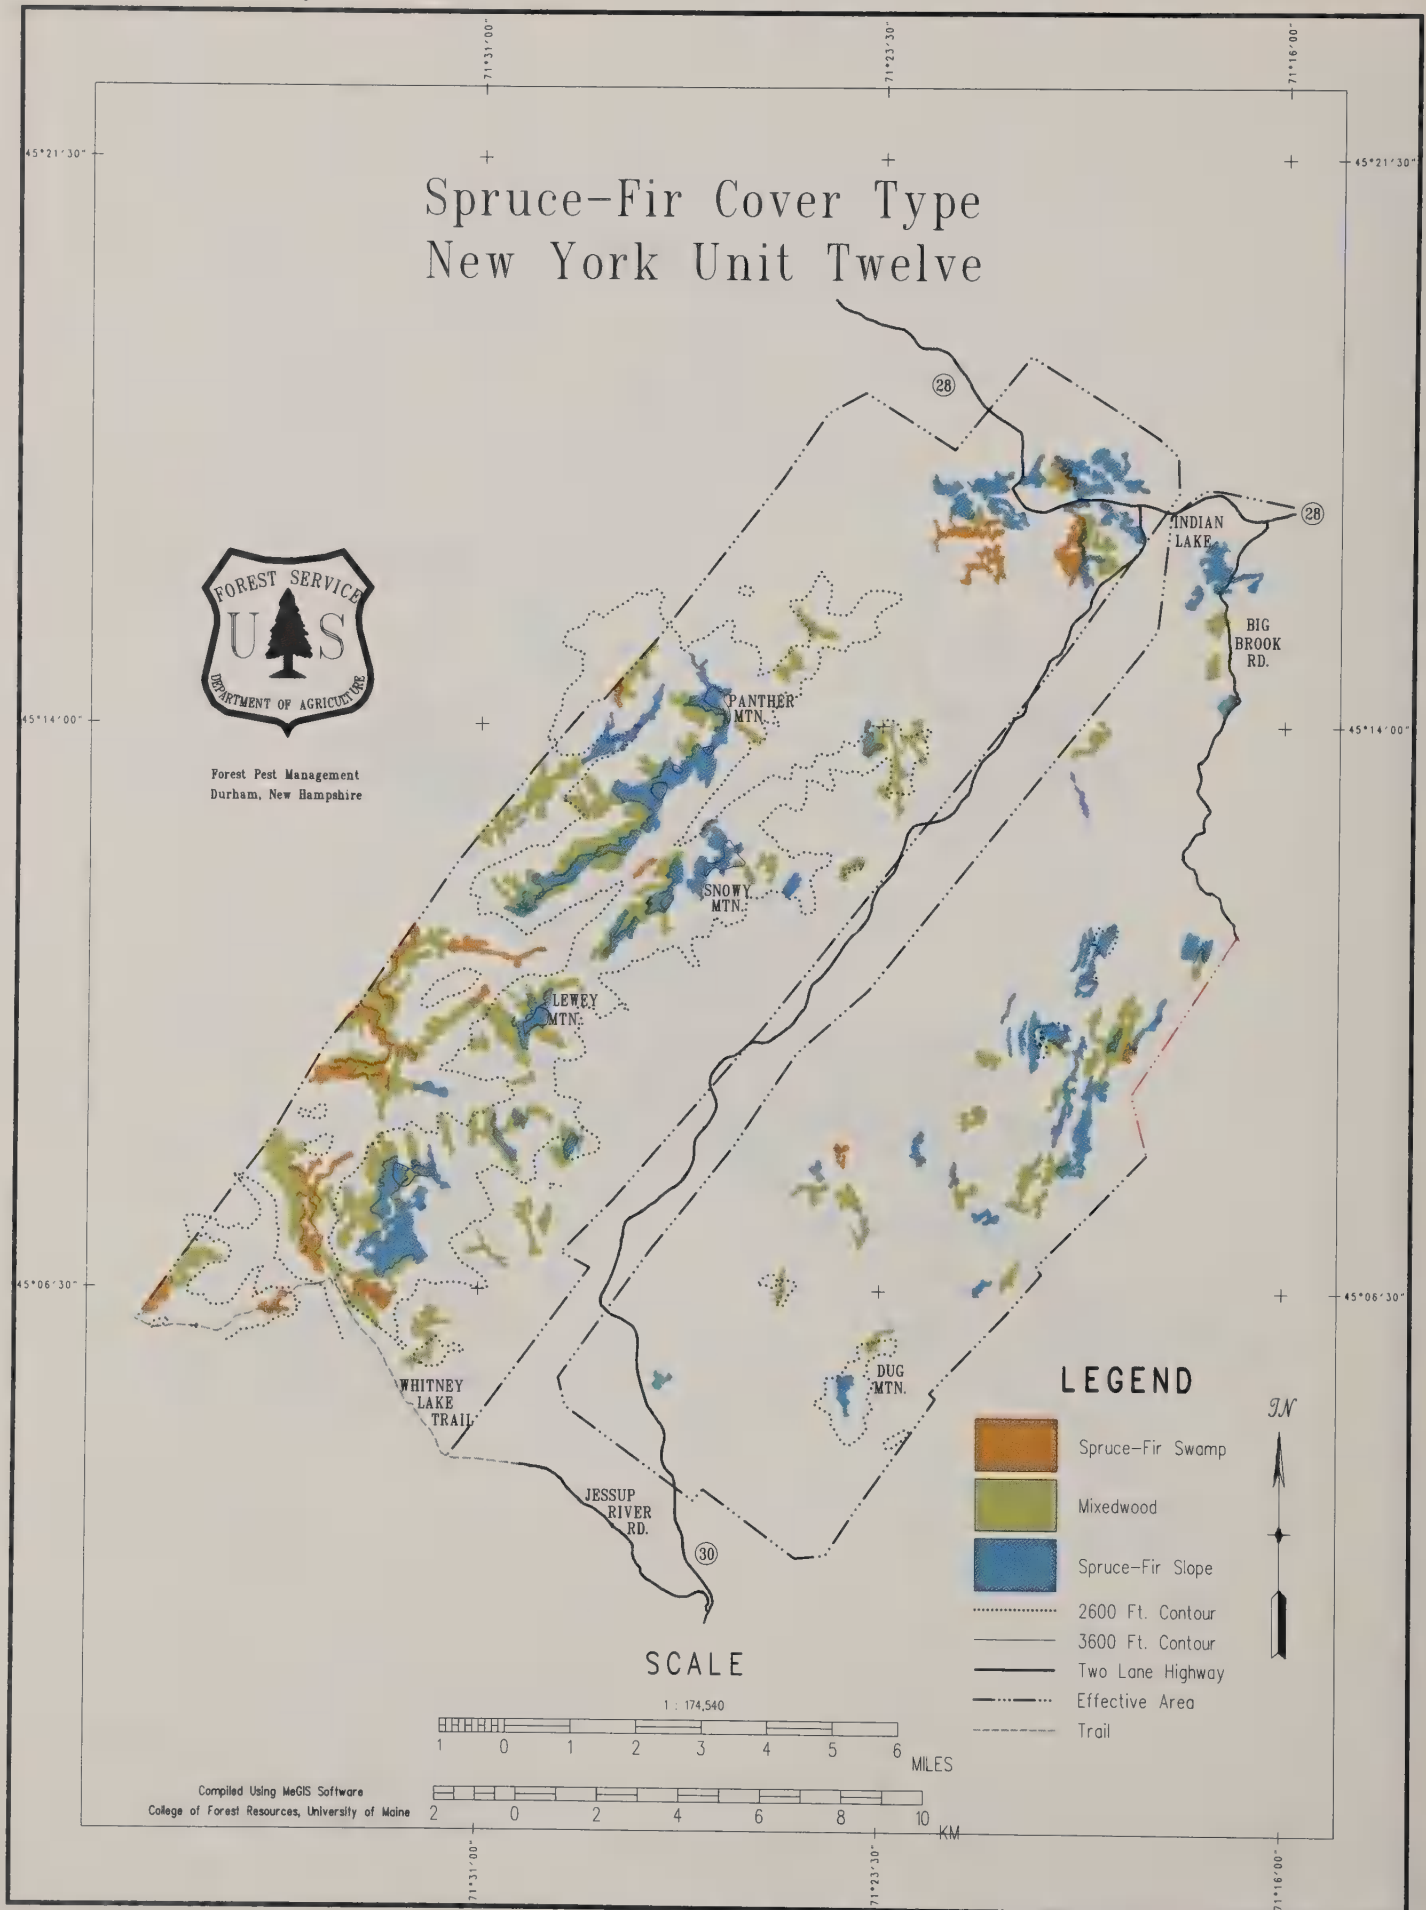 71°31'00"
71°23'30"
71°16'00"
45°21'30"
45°21'30"
Spruce-Fir Cover Type
New York Unit Twelve
28
28
INDIAN
LAKE
FOREST SERVICE
U S
DEPARTMENT OF AGRICULTURE
BIG
BROOK
RD.
PANTHER
MTN.
45°14'00"
45°14'00"
Forest Pest Management
Durham, New Hampshire
SNOWY
MTN.
LEWEY
MTN.
45°06'30"
45°06'30"
WHITNEY
LAKE
TRAIL
DUG
MTN.
JESSUP
RIVER
RD.
30
LEGEND
TN
Spruce-Fir Swamp
Mixedwood
Spruce-Fir Slope
2600 Ft. Contour
3600 Ft. Contour
Two Lane Highway
Effective Area
Trail
SCALE
1 : 174,540
1 0 1 2 3 4 5 6
MILES
2 0 2 4 6 8 10
KM
Compiled Using MeGIS Software
College of Forest Resources, University of Maine
71°31'00"
71°23'30"
71°16'00"